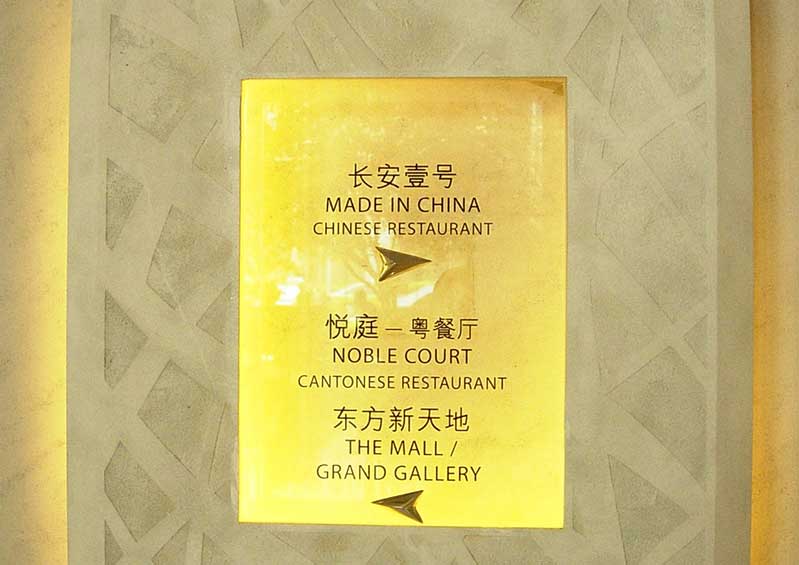 长安壹号
MADE IN CHINA
CHINESE RESTAURANT
悦庭 — 粤餐厅
NOBLE COURT
CANTONESE RESTAURANT
东方新天地
THE MALL /
GRAND GALLERY